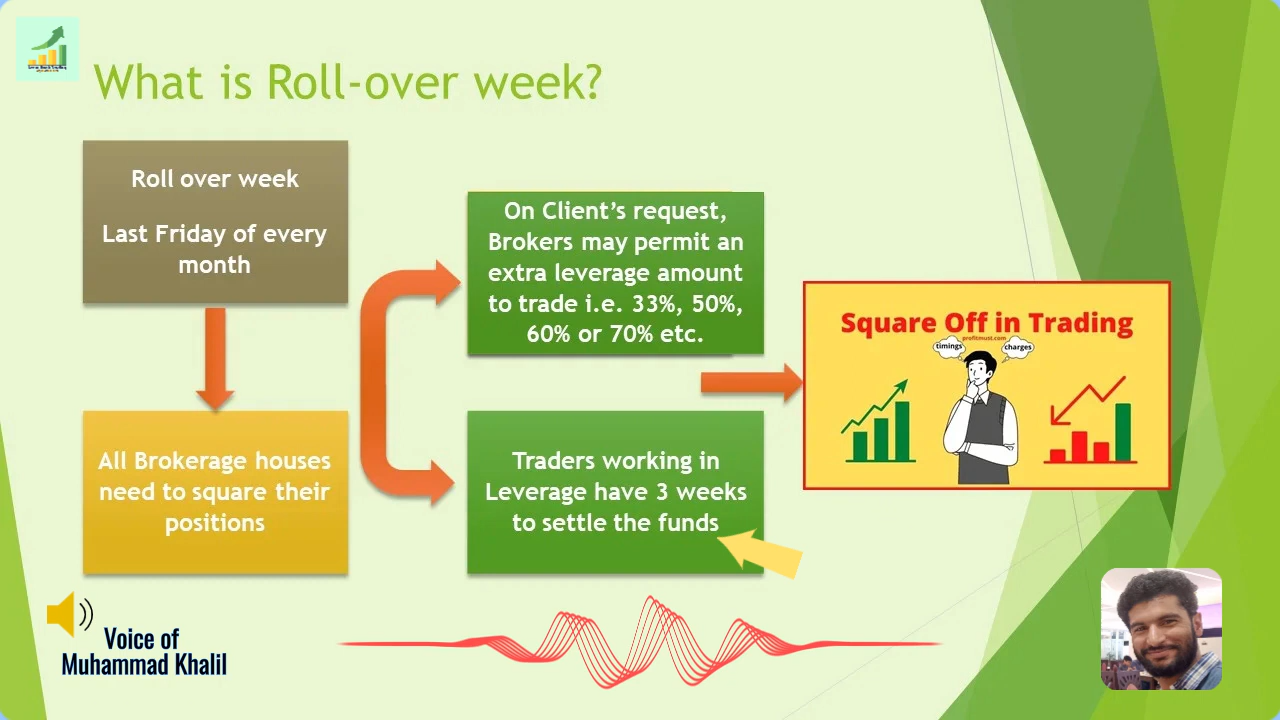 What is Roll-over week?
Roll over week
Last Friday of every
month
All Brokerage houses
need to square their
positions
On Client’s request,
Brokers may permit an
extra leverage amount
to trade i.e. 33%, 50%,
60% or 70% etc.
Traders working in
Leverage have 3 weeks
to settle the funds
Square Off in Trading
profitmust.com
timings
charges
Voice of
Muhammad Khalil